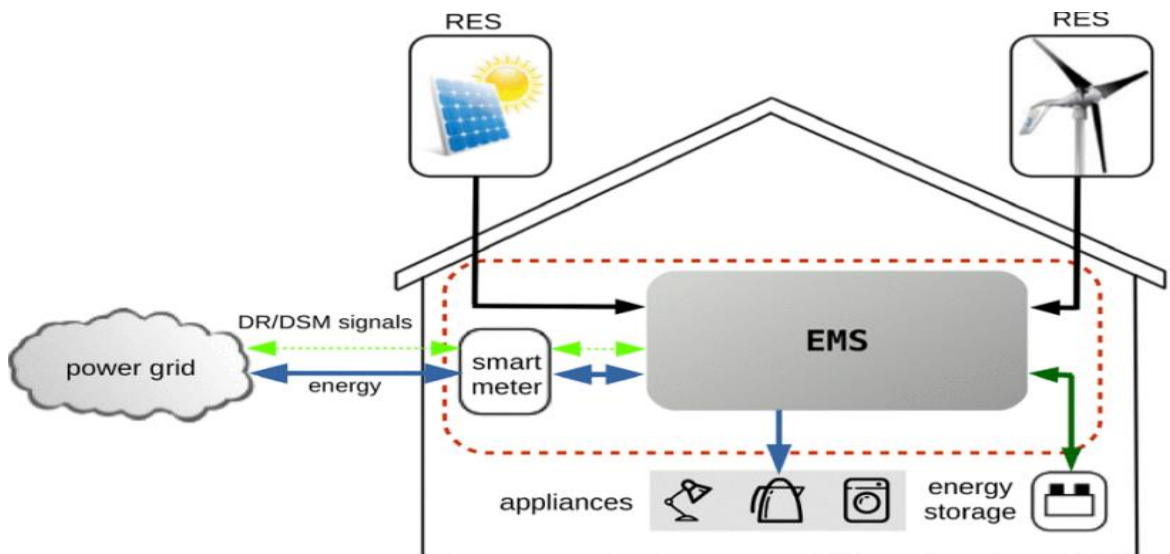 RES
RES
DR/DSM signals
power grid
energy
smart
meter
EMS
appliances
energy
storage